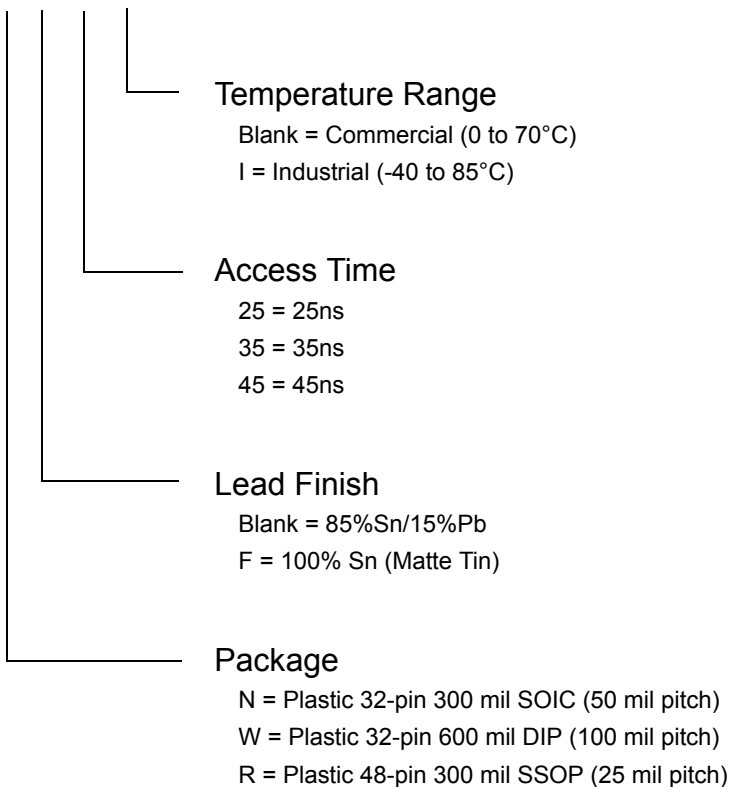 Temperature Range
Blank = Commercial (0 to 70°C)
I = Industrial (-40 to 85°C)
Access Time
25 = 25ns
35 = 35ns
45 = 45ns
Lead Finish
Blank = 85%Sn/15%Pb
F = 100% Sn (Matte Tin)
Package
N = Plastic 32-pin 300 mil SOIC (50 mil pitch)
W = Plastic 32-pin 600 mil DIP (100 mil pitch)
R = Plastic 48-pin 300 mil SSOP (25 mil pitch)